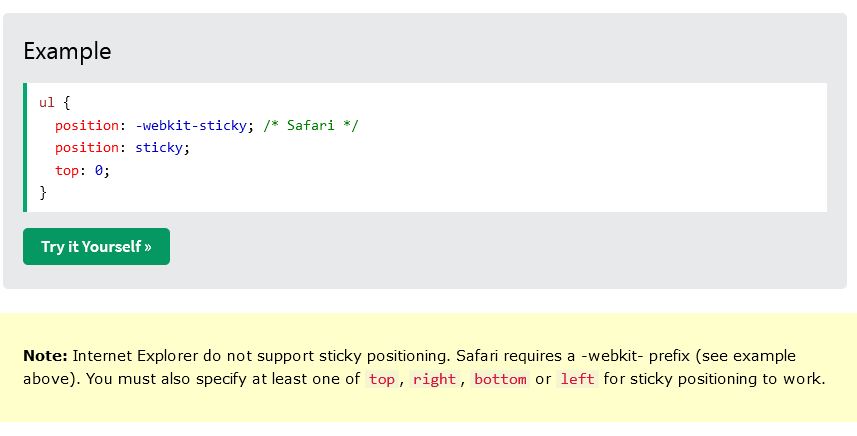 Example
ul {
  position: -webkit-sticky; /* Safari */
  position: sticky;
  top: 0;
}
Try it Yourself »
Note: Internet Explorer do not support sticky positioning. Safari requires a -webkit- prefix (see example
above). You must also specify at least one of top, right, bottom or left for sticky positioning to work.